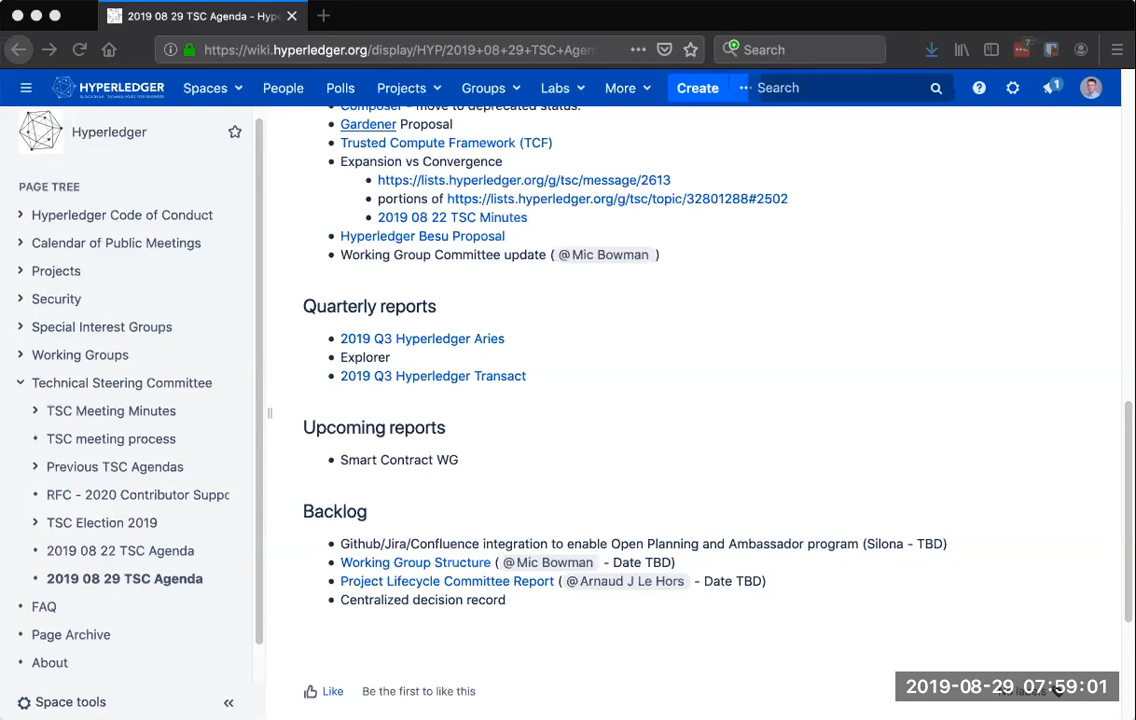 2019 08 29 TSC Agenda - Hype
https://wiki.hyperledger.org/display/HYP/2019+08+29+TSC+Agen
Search
7
HYPERLEDGER
Spaces
People
Polls
Projects
Groups
Labs
More
Create
Search
1
Hyperledger
PAGE TREE
Hyperledger Code of Conduct
Calendar of Public Meetings
Projects
Security
Special Interest Groups
Working Groups
Technical Steering Committee
TSC Meeting Minutes
TSC meeting process
Previous TSC Agendas
RFC - 2020 Contributor Suppo
TSC Election 2019
2019 08 22 TSC Agenda
2019 08 29 TSC Agenda
FAQ
Page Archive
About
Space tools
Composer - move to deprecated status.
Gardener Proposal
Trusted Compute Framework (TCF)
Expansion vs Convergence
https://lists.hyperledger.org/g/tsc/message/2613
portions of https://lists.hyperledger.org/g/tsc/topic/32801288#2502
2019 08 22 TSC Minutes
Hyperledger Besu Proposal
Working Group Committee update ( @Mic Bowman )
Quarterly reports
2019 Q3 Hyperledger Aries
Explorer
2019 Q3 Hyperledger Transact
Upcoming reports
Smart Contract WG
Backlog
Github/Jira/Confluence integration to enable Open Planning and Ambassador program (Silona - TBD)
Working Group Structure ( @Mic Bowman - Date TBD)
Project Lifecycle Committee Report ( @Arnaud J Le Hors - Date TBD)
Centralized decision record
Like
Be the first to like this
2019-08-29 07:59:01